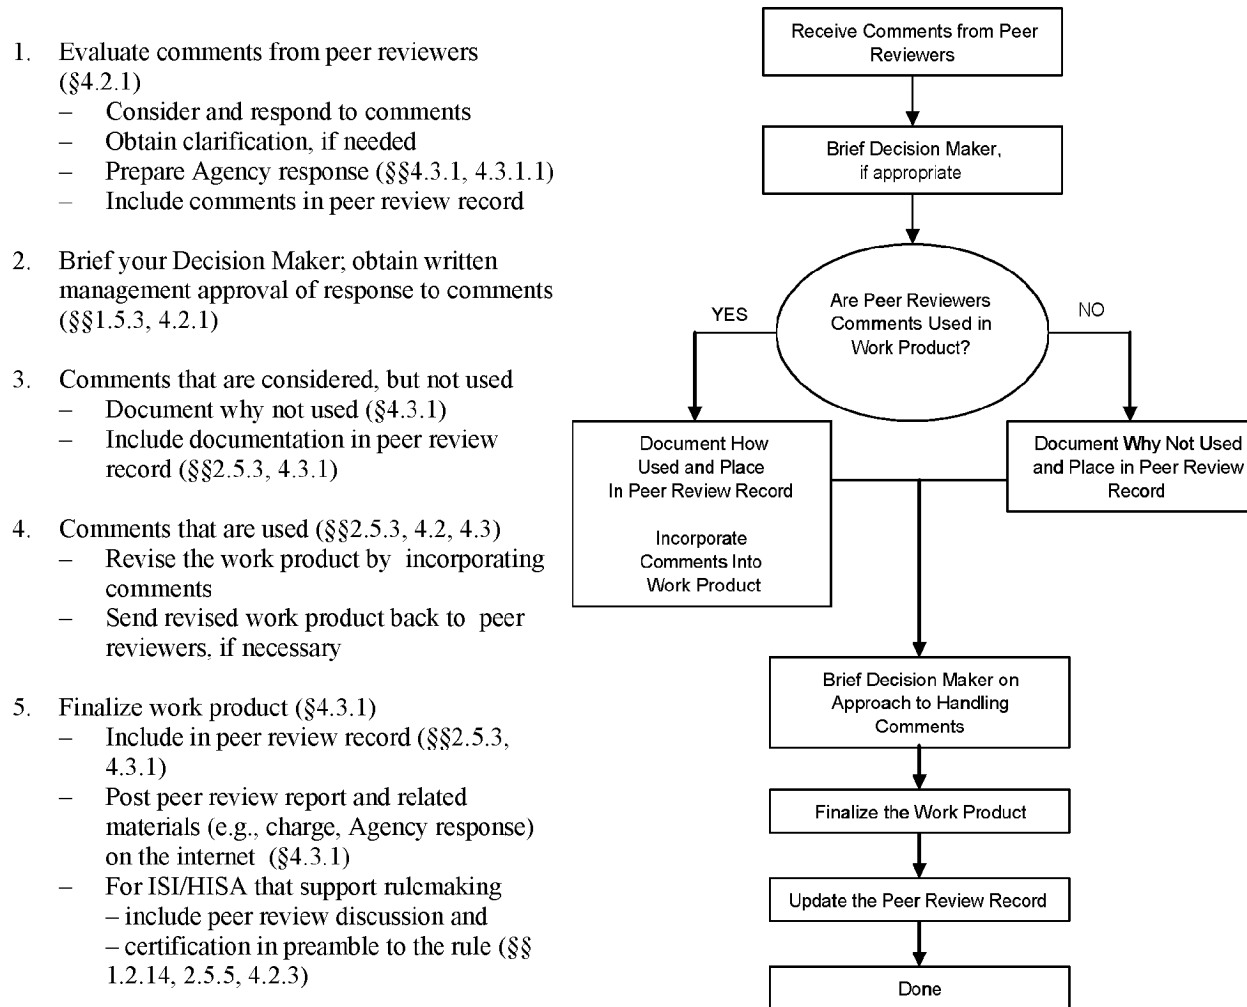 1. Evaluate comments from peer reviewers
(§4.2.1)
– Consider and respond to comments
– Obtain clarification, if needed
– Prepare Agency response (§§4.3.1, 4.3.1.1)
– Include comments in peer review record
2. Brief your Decision Maker; obtain written
management approval of response to comments
(§§1.5.3, 4.2.1)
3. Comments that are considered, but not used
– Document why not used (§4.3.1)
– Include documentation in peer review
record (§§2.5.3, 4.3.1)
4. Comments that are used (§§2.5.3, 4.2, 4.3)
– Revise the work product by incorporating
comments
– Send revised work product back to peer
reviewers, if necessary
5. Finalize work product (§4.3.1)
– Include in peer review record (§§2.5.3,
4.3.1)
– Post peer review report and related
materials (e.g., charge, Agency response)
on the internet (§4.3.1)
– For ISI/HISA that support rulemaking
– include peer review discussion and
– certification in preamble to the rule (§§
1.2.14, 2.5.5, 4.2.3)
Receive Comments from Peer
Reviewers
Brief Decision Maker,
if appropriate
Are Peer Reviewers
Comments Used in
Work Product?
YES
NO
Document How
Used and Place
In Peer Review Record
Incorporate
Comments Into
Work Product
Document Why Not Used
and Place in Peer Review
Record
Brief Decision Maker on
Approach to Handling
Comments
Finalize the Work Product
Update the Peer Review Record
Done